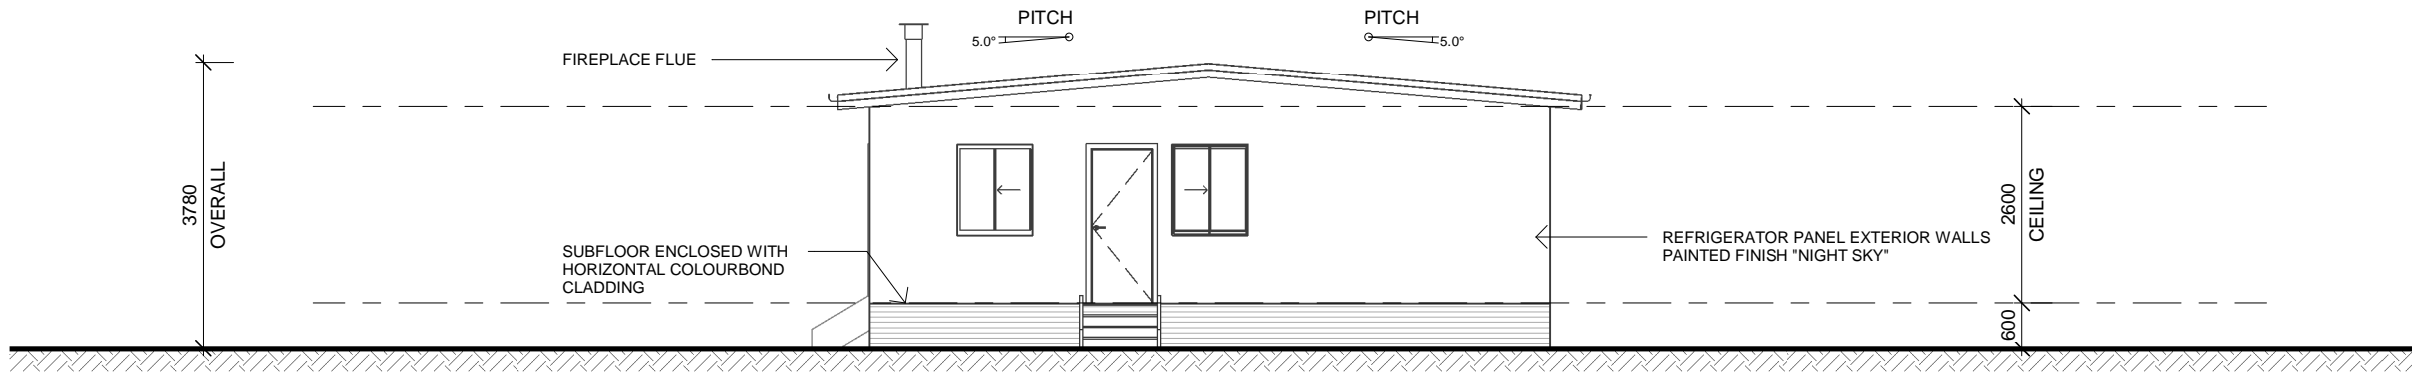 PITCH
PITCH
5.0°
5.0°
FIREPLACE FLUE
3780
OVERALL
2600
CEILING
SUBFLOOR ENCLOSED WITH
HORIZONTAL COLOURBOND
CLADDING
REFRIGERATOR PANEL EXTERIOR WALLS
PAINTED FINISH "NIGHT SKY"
600